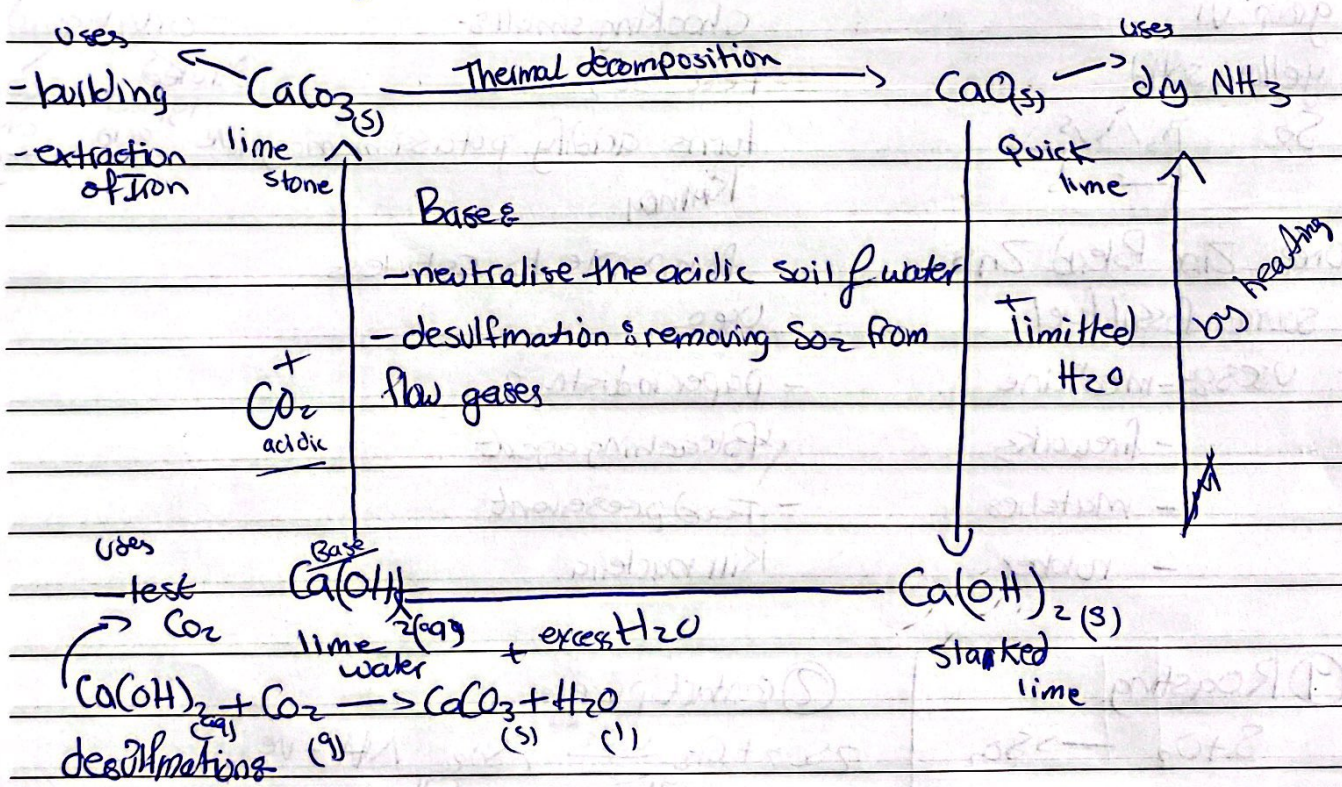 uses
- building
- extraction
of Iron
CaCo3(s)
lime
stone
Thermal decomposition
CaO(s)
Quick
lime
uses
dry NH3
Base:
- neutralise the acidic soil & water
- desulfmation : removing So2 from
flow gases
+
CO2
acidic
+
limitted
H2O
by heating
uses
- test
Co2
Base
Ca(OH)2(aq)
lime
water
+ excess H2O
Ca(OH)2(s)
slanked
lime
Ca(OH)2(aq) + CO2(g) -> CaCO3(s) + H2O(l)
desulfmations